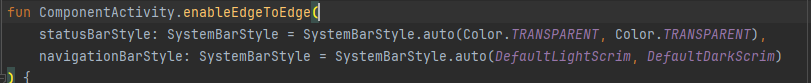 fun ComponentActivity.enableEdgeToEdge(
statusBarStyle: SystemBarStyle = SystemBarStyle.auto(Color.TRANSPARENT, Color.TRANSPARENT),
navigationBarStyle: SystemBarStyle = SystemBarStyle.auto(DefaultLightScrim, DefaultDarkScrim)
) {